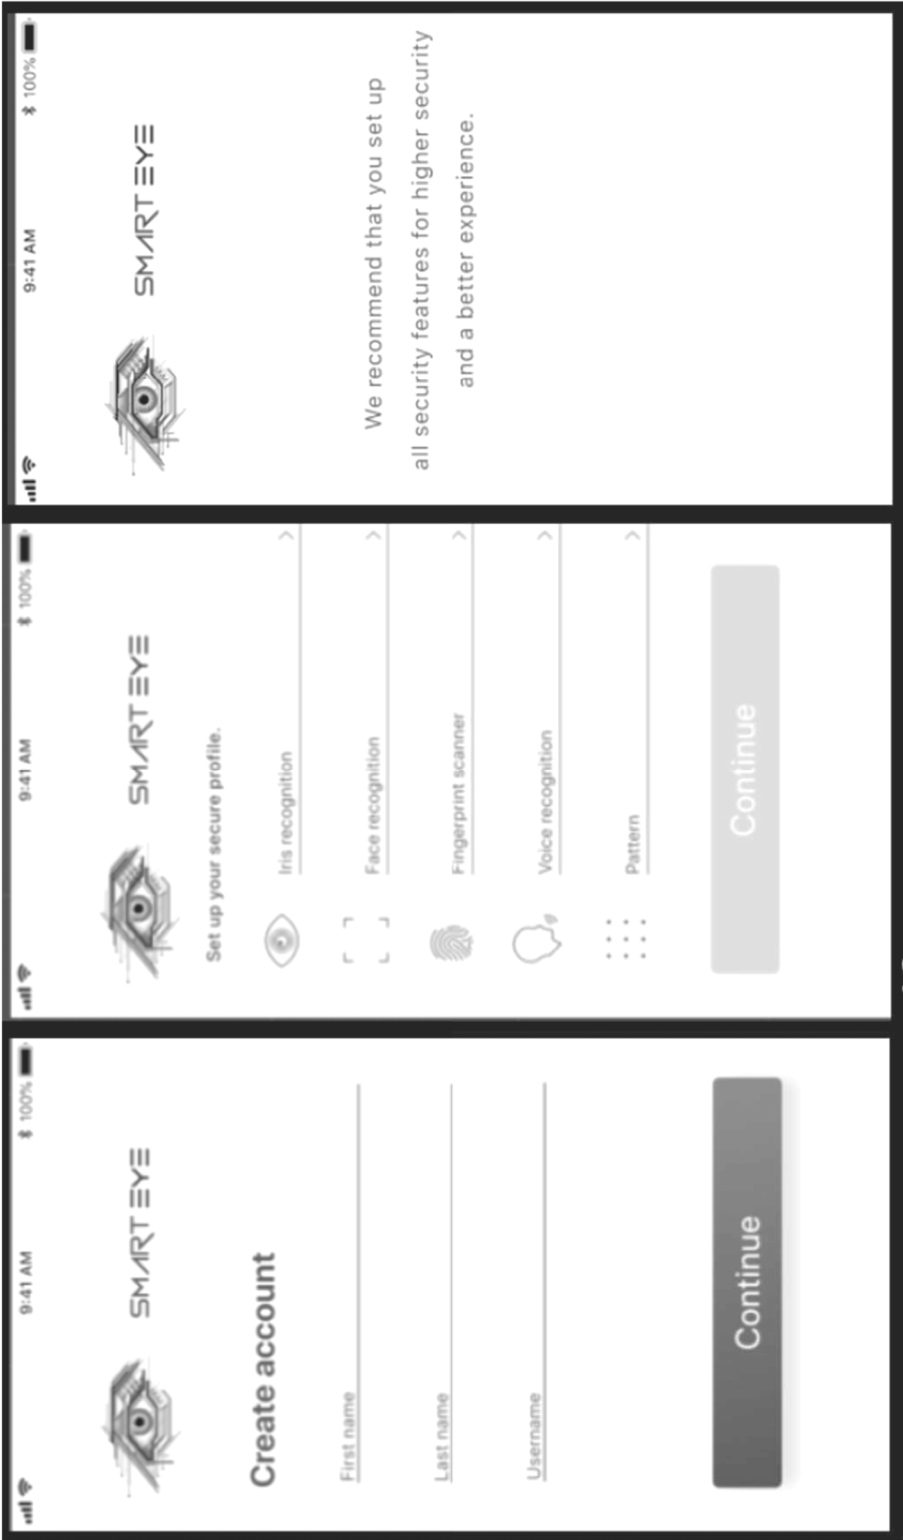 9:41 AM
100%
SMART EYE
Create account
First name
Last name
Username
Continue
9:41 AM
100%
SMART EYE
Set up your secure profile.
Iris recognition
Face recognition
Fingerprint scanner
Voice recognition
Pattern
Continue
9:41 AM
100%
SMART EYE
We recommend that you set up
all security features for higher security
and a better experience.